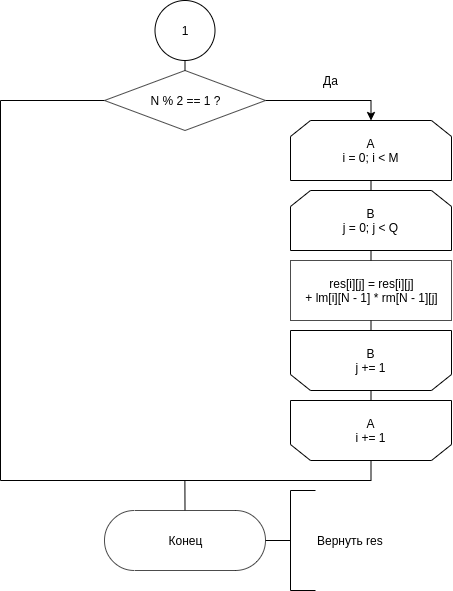 1
N % 2 == 1 ?
Да
A
i = 0; i < M
B
j = 0; j < Q
res[i][j] = res[i][j]
+ lm[i][N - 1] * rm[N - 1][j]
B
j += 1
A
i += 1
Конец
Вернуть res